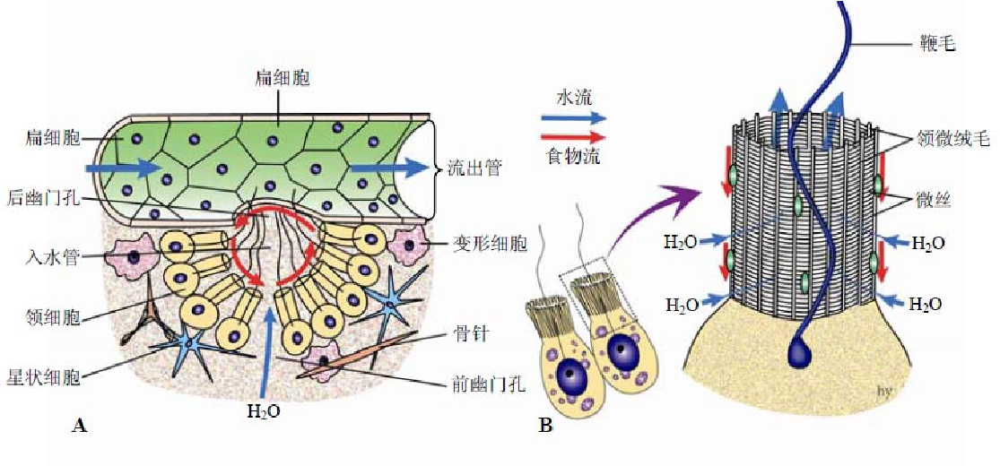 扁细胞
扁细胞
流出管
后幽门孔
入水管
变形细胞
领细胞
骨针
星状细胞
前幽门孔
H₂O
A
水流
食物流
鞭毛
领微绒毛
微丝
H₂O
H₂O
H₂O
H₂O
B
hy